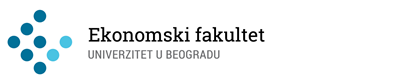 Ekonomski fakultet
UNIVERZITET U BEOGRADU